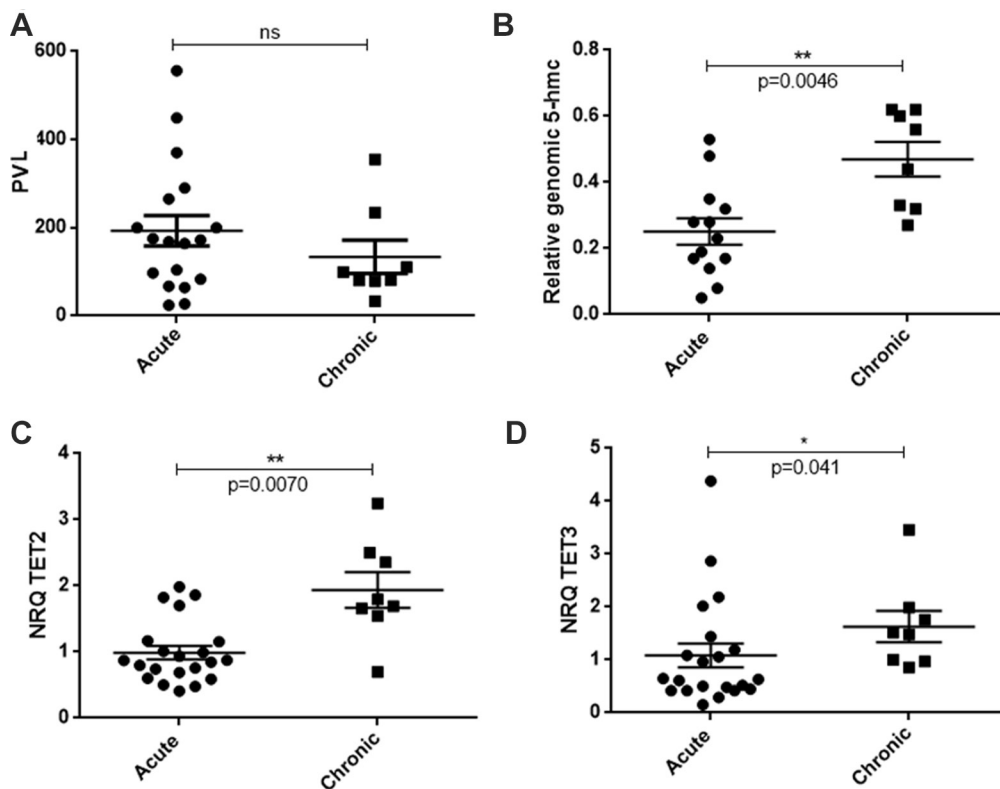 A
ns
600
400
200
0
PVL
Acute
Chronic
B
**
p=0.0046
0.8
0.6
0.4
0.2
0.0
Relative genomic 5-hmc
Acute
Chronic
C
**
p=0.0070
4
3
2
1
0
NRQ TET2
Acute
Chronic
D
*
p=0.041
5
4
3
2
1
0
NRQ TET3
Acute
Chronic